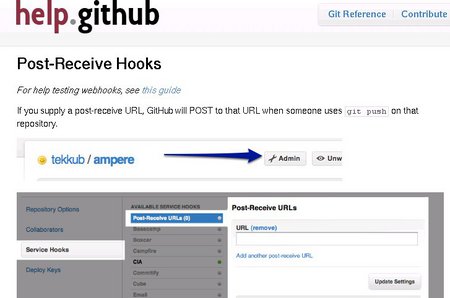 help.github
Git Reference Contribute
Post-Receive Hooks
For help testing webhooks, see this guide
If you supply a post-receive URL, GitHub will POST to that URL when someone uses git push on that
repository.
tekkub / ampere Admin Unw
AVAILABLE SERVICE HOOKS Post-Receive URLs
Repository Options Post-Receive URLs (0)
Basecamp URL (remove)
Collaborators Boxcar
Campfire
Service Hooks CIA Add another post-receive URL
Commitly
Deploy Keys Cube Update Settings
Email